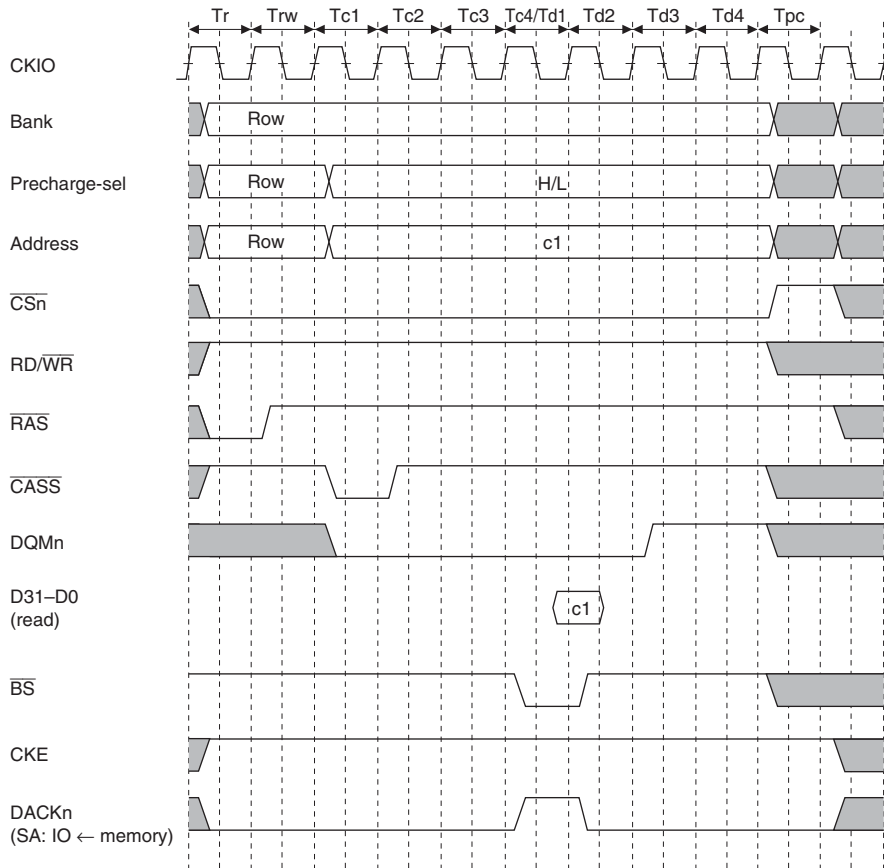 Tr Trw Tc1 Tc2 Tc3 Tc4/Td1 Td2 Td3 Td4 Tpc
CKIO
Bank Row
Precharge-sel Row H/L
Address Row c1
CSn
RD/WR
RAS
CASS
DQMn
D31–D0
(read) c1
BS
CKE
DACKn
(SA: IO ← memory)